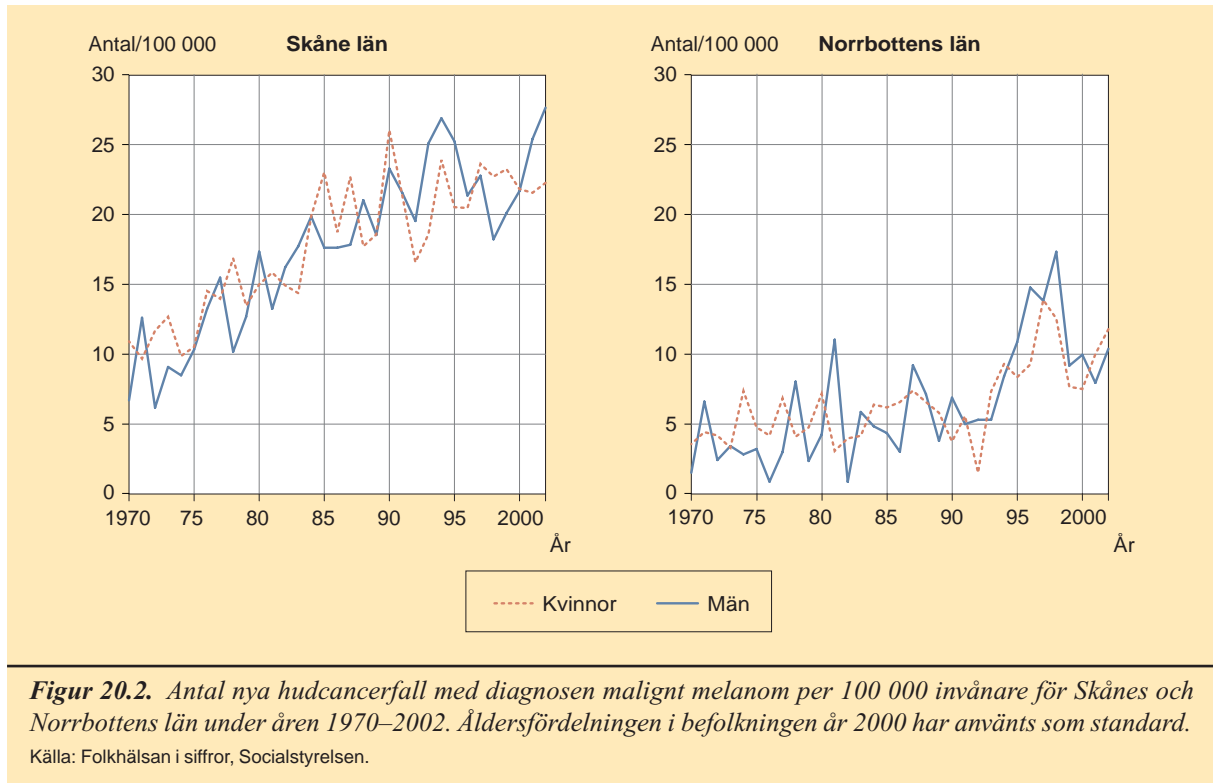 Antal/100 000 Skåne län
30
25
20
15
10
5
0
1970 75 80 85 90 95 2000
År
Antal/100 000 Norrbottens län
30
25
20
15
10
5
0
1970 75 80 85 90 95 2000
År
Kvinnor Män
Figur 20.2. Antal nya hudcancerfall med diagnosen malignt melanom per 100 000 invånare för Skånes och
Norrbottens län under åren 1970–2002. Åldersfördelningen i befolkningen år 2000 har använts som standard.
Källa: Folkhälsan i siffror, Socialstyrelsen.